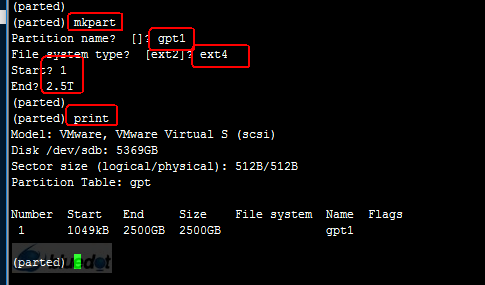 (parted)
(parted) mkpart
Partition name?  []? gpt1
File system type?  [ext2]? ext4
Start? 1
End? 2.5T
(parted)
(parted) print
Model: VMware, VMware Virtual S (scsi)
Disk /dev/sdb: 5369GB
Sector size (logical/physical): 512B/512B
Partition Table: gpt
Number  Start   End     Size    File system  Name  Flags
 1      1049kB  2500GB  2500GB               gpt1
(parted)